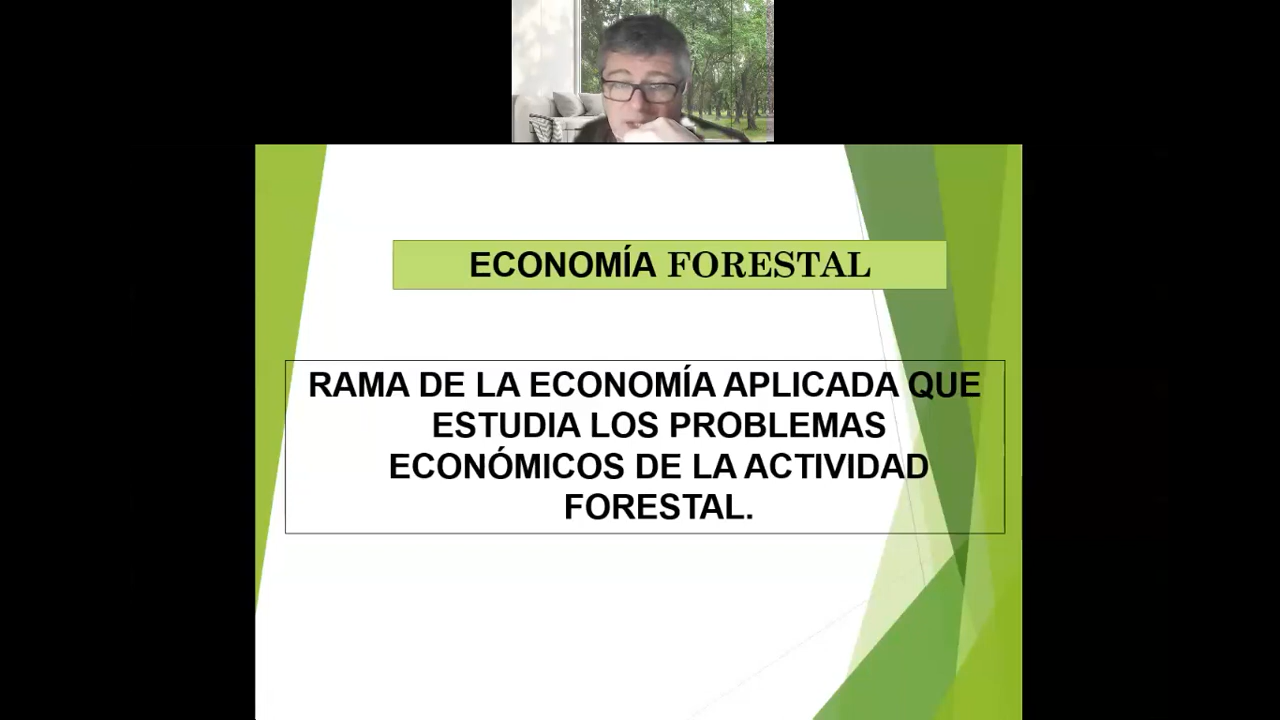 ECONOMÍA FORESTAL
RAMA DE LA ECONOMÍA APLICADA QUE
ESTUDIA LOS PROBLEMAS
ECONÓMICOS DE LA ACTIVIDAD
FORESTAL.